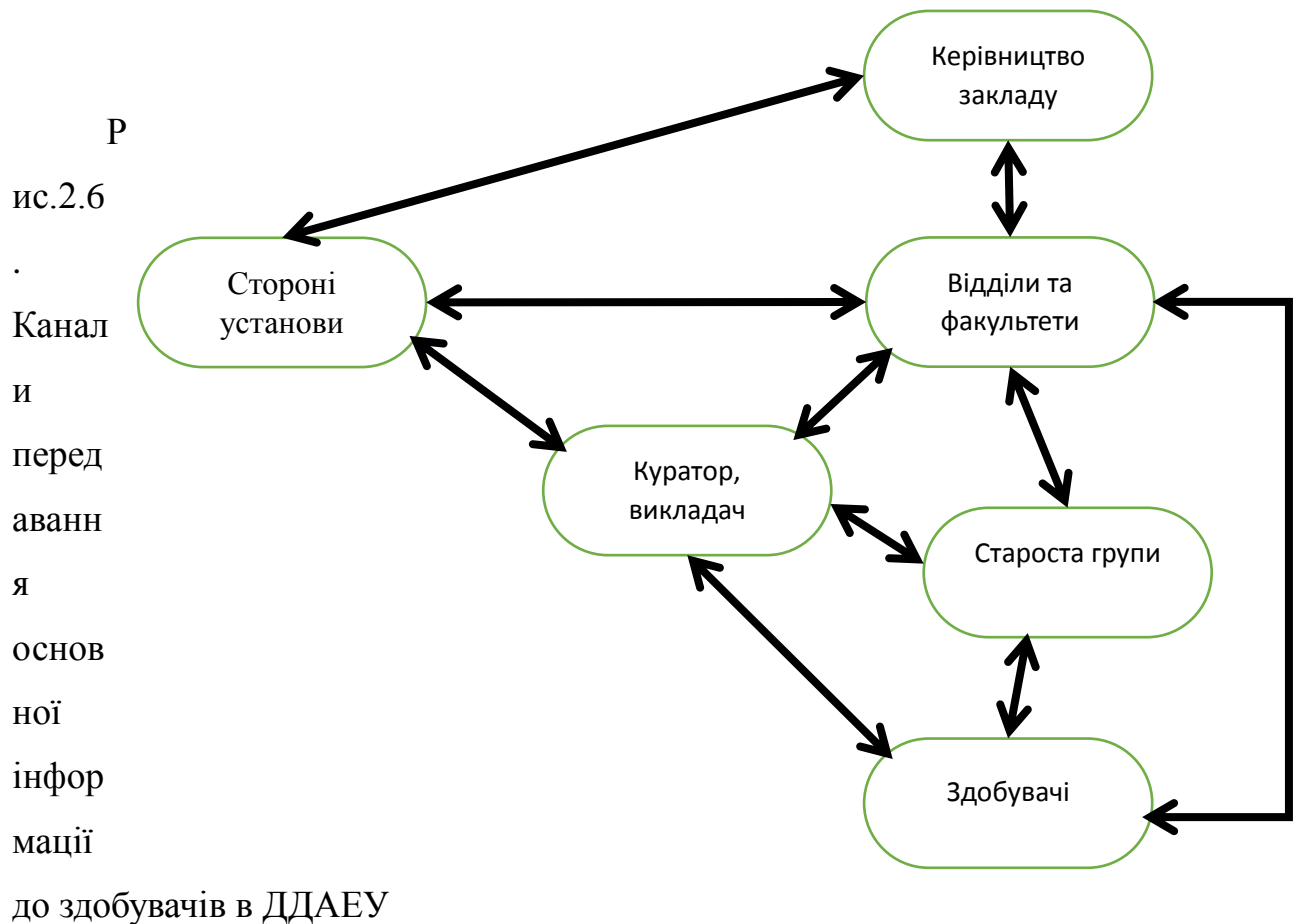 Керівництво
закладу
Р
ис.2.6
.
Канал
и
перед
аванн
я
основ
ної
інфор
мації
до здобувачів в ДДАЕУ
Стороні
установи
Відділи та
факультети
Куратор,
викладач
Староста групи
Здобувачі